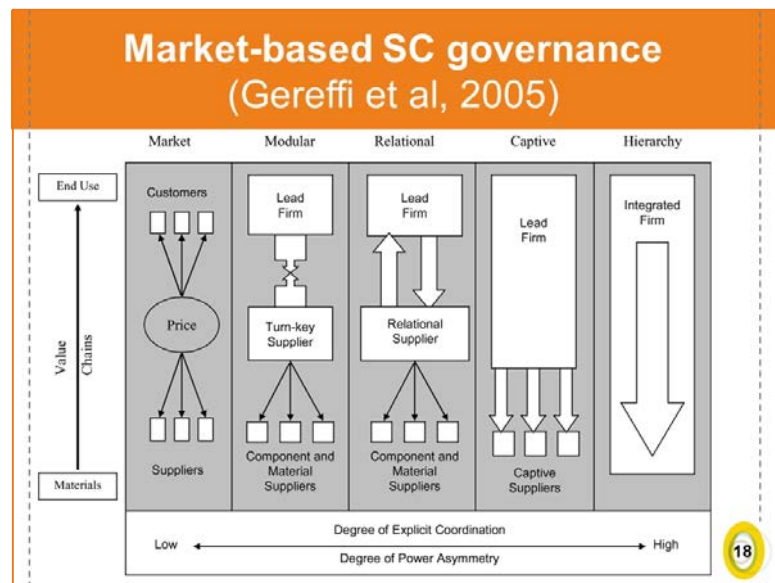 Market-based SC governance
(Gereffi et al, 2005)
Market
Modular
Relational
Captive
Hierarchy
End Use
Value
Chains
Materials
Customers
Price
Suppliers
Lead
Firm
Turn-key
Supplier
Component and
Material
Suppliers
Lead
Firm
Relational
Supplier
Component and
Material
Suppliers
Lead
Firm
Captive
Suppliers
Integrated
Firm
Degree of Explicit Coordination
Low
High
Degree of Power Asymmetry
18